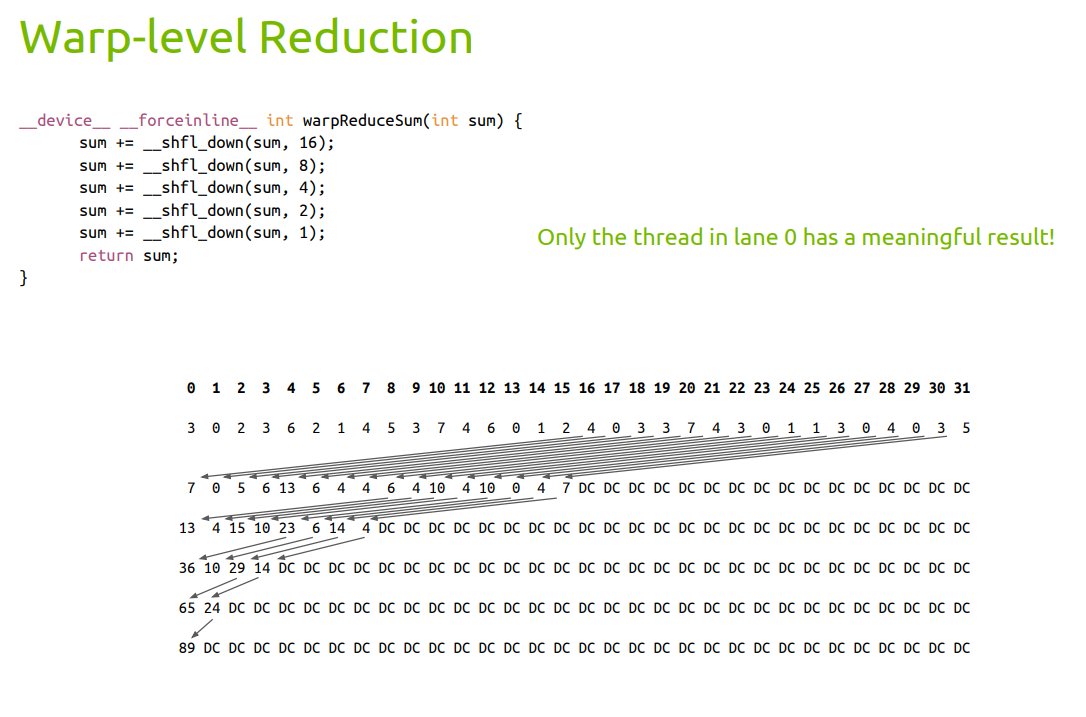 Warp-level Reduction
__device__ __forceinline__ int warpReduceSum(int sum) {
sum += __shfl_down(sum, 16);
sum += __shfl_down(sum, 8);
sum += __shfl_down(sum, 4);
sum += __shfl_down(sum, 2);
sum += __shfl_down(sum, 1);
return sum;
}
Only the thread in lane 0 has a meaningful result!
0 1 2 3 4 5 6 7 8 9 10 11 12 13 14 15 16 17 18 19 20 21 22 23 24 25 26 27 28 29 30 31
3 0 2 3 6 2 1 4 5 3 7 4 6 0 1 2 4 0 3 3 7 4 3 0 1 1 3 0 4 0 3 5
7 0 5 6 13 6 4 4 6 4 10 4 10 0 4 7 DC DC DC DC DC DC DC DC DC DC DC DC DC DC DC DC
13 4 15 10 23 6 14 4 DC DC DC DC DC DC DC DC DC DC DC DC DC DC DC DC DC DC DC DC DC DC DC DC
36 10 29 14 DC DC DC DC DC DC DC DC DC DC DC DC DC DC DC DC DC DC DC DC DC DC DC DC DC DC DC DC
65 24 DC DC DC DC DC DC DC DC DC DC DC DC DC DC DC DC DC DC DC DC DC DC DC DC DC DC DC DC DC DC
89 DC DC DC DC DC DC DC DC DC DC DC DC DC DC DC DC DC DC DC DC DC DC DC DC DC DC DC DC DC DC DC